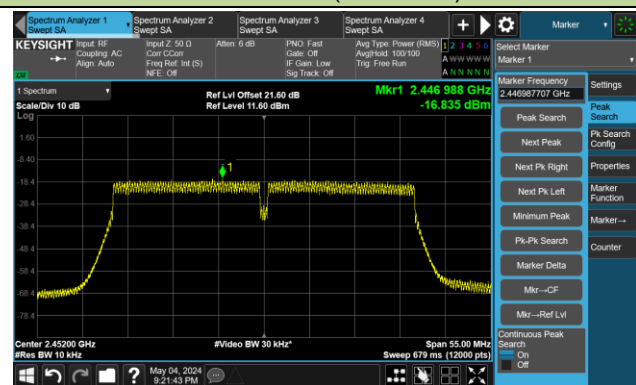 Spectrum Analyzer 1
Swept SA
Spectrum Analyzer 2
Swept SA
Spectrum Analyzer 3
Swept SA
Spectrum Analyzer 4
Swept SA
Marker
KEYSIGHT
Input: RF
Coupling: AC
Align: Auto
Input Z: 50 Ω
Corr CCorr
Freq Ref: Int (S)
NFE: Off
Atten: 6 dB
PNO: Fast
Gate: Off
IF Gain: Low
Sig Track: Off
Avg Type: Power (RMS)
Avg|Hold: 100/100
Trig: Free Run
1 2 3 4 5 6
A W W W W W
A N N N N N
Select Marker
Marker 1
LXI
1 Spectrum
Scale/Div 10 dB
Log
Ref Lvl Offset 21.60 dB
Ref Level 11.60 dBm
Mkr1 2.446 988 GHz
-16.835 dBm
1.60
-8.40
-18.4
-28.4
-38.4
-48.4
-58.4
-68.4
-78.4
1
Center 2.45200 GHz
#Res BW 10 kHz
#Video BW 30 kHz*
Span 55.00 MHz
Sweep 679 ms (12000 pts)
Marker Frequency
2.446987707 GHz
Peak Search
Next Peak
Next Pk Right
Next Pk Left
Minimum Peak
Pk-Pk Search
Marker Delta
Mkr→CF
Mkr→Ref Lvl
Continuous Peak
Search
On
Off
Settings
Peak
Search
Pk Search
Config
Properties
Marker
Function
Marker→
Counter
May 04, 2024
9:21:43 PM